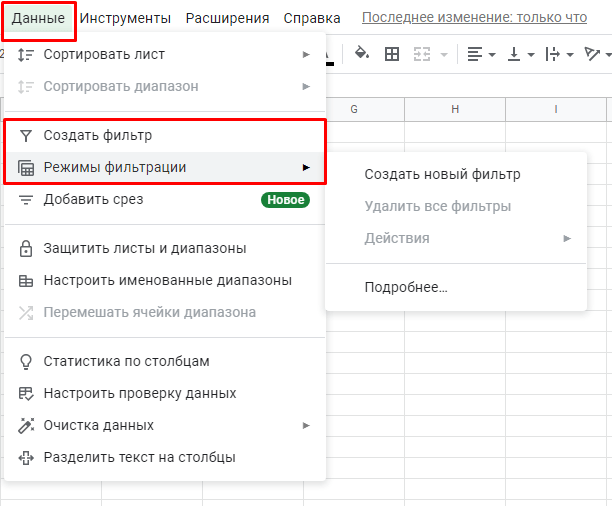 Данные Инструменты Расширения Справка Последнее изменение: только что
Сортировать лист
Сортировать диапазон
Создать фильтр
Режимы фильтрации
Добавить срез Новое
Защитить листы и диапазоны
Настроить именованные диапазоны
Перемешать ячейки диапазона
Статистика по столбцам
Настроить проверку данных
Очистка данных
Разделить текст на столбцы
Создать новый фильтр
Удалить все фильтры
Действия
Подробнее...
G H I